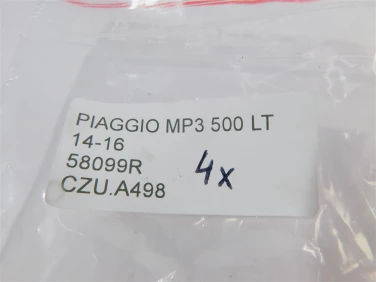 PIAGGIO MP3 500 LT
14-16
58099R 4x
CZU.A498